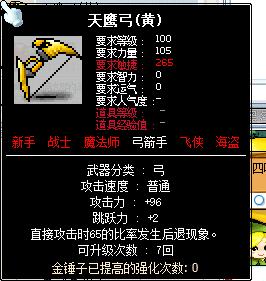 天鹰弓(黄)
要求等级: 100
要求力量: 105
要求敏捷: 265
要求智力: 0
要求运气: 0
要求人气度: -
道具等级: -
道具经验值: -
新手 战士 魔法师 弓箭手 飞侠 海盗
武器分类 : 弓
攻击速度 : 普通
攻击力 : +96
跳跃力 : +2
直接攻击时65的比率发生后退现象。
可升级次数 : 7回
金锤子已提高的强化次数: 0